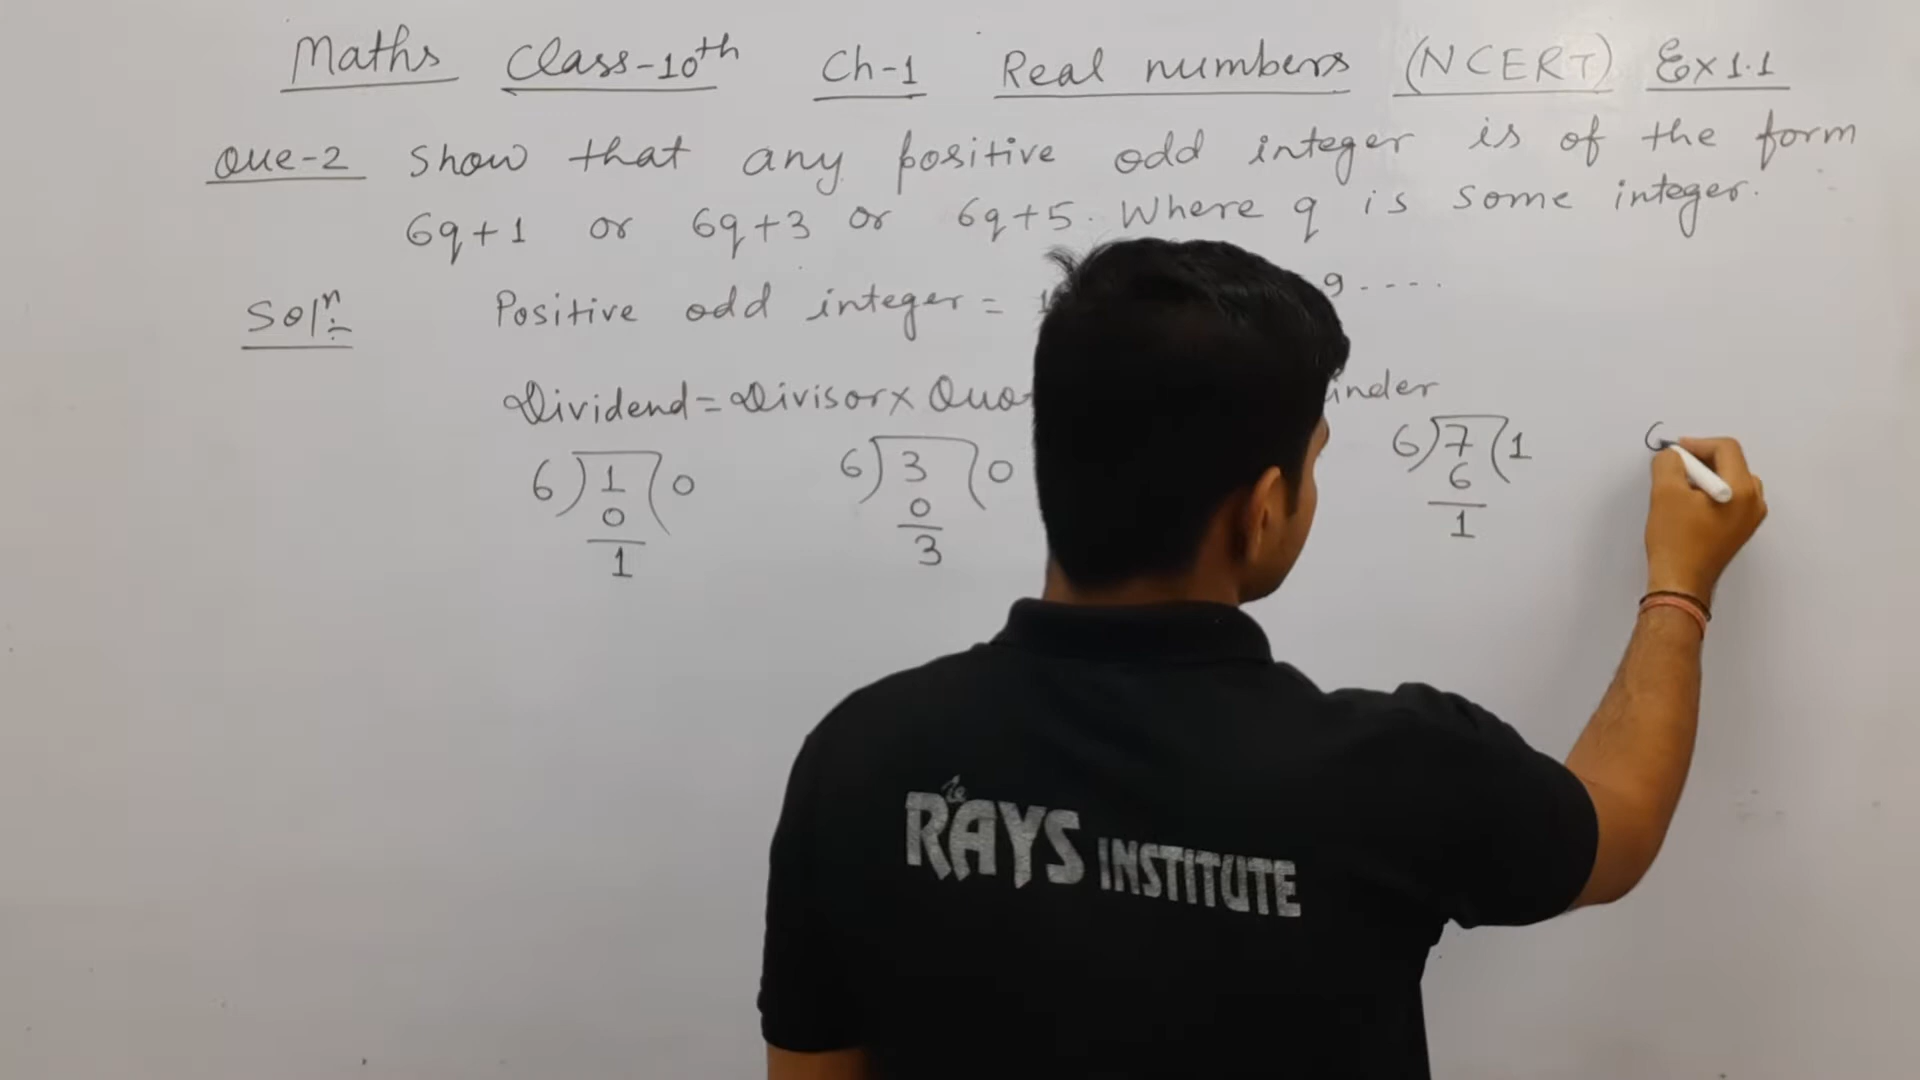 Maths Class-10th Ch-1 Real numbers (NCERT) Ex 1.1
Que-2 Show that any positive odd integer is of the form
6q+1 or 6q+3 or 6q+5. Where q is some integer.
Soln:- Positive odd integer = 1 9 ....
Dividend = Divisor x
6 ) 1 ( 0 6 ) 3 ( 0 6 ) 7 ( 1 6
0 0 6
1 3 1
RAYS INSTITUTE